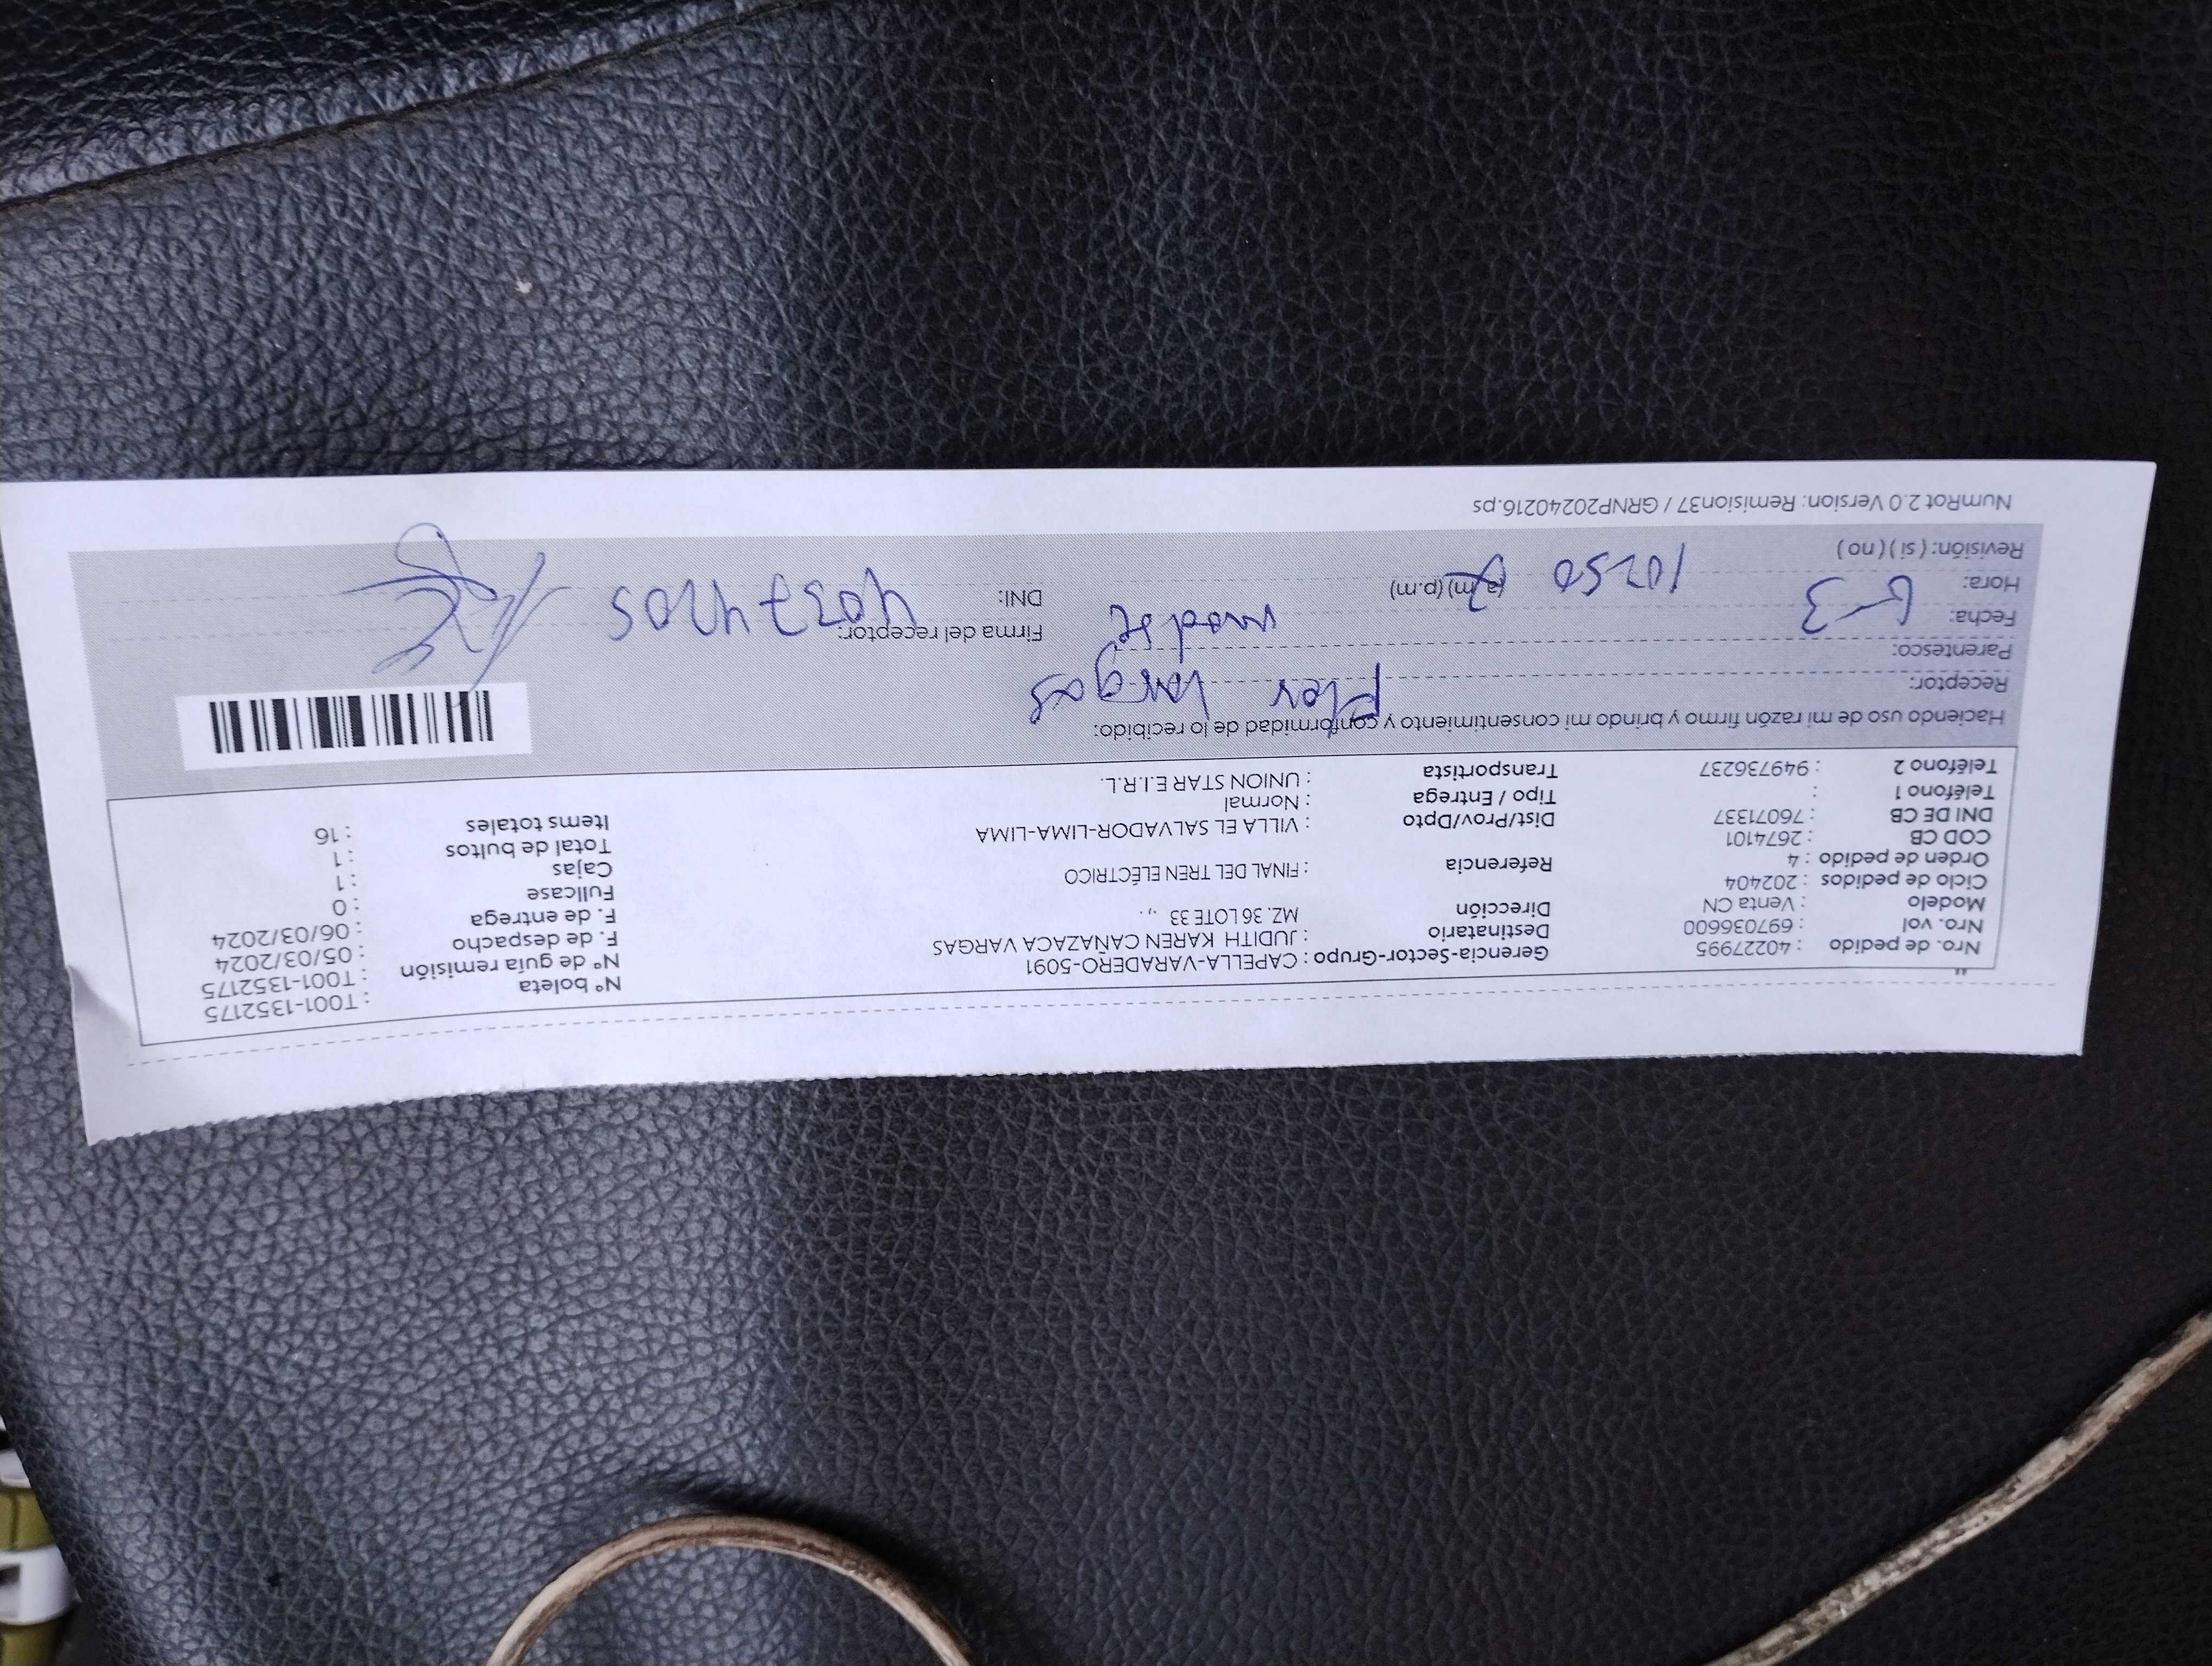 Nro. de pedido : 40227995
Nro. vol : 697036600
Modelo : Venta CN
Ciclo de pedidos : 202404
Orden de pedido : 4
COD CB : 2674101
DNI DE CB : 76071337
Teléfono 1 :
Teléfono 2 : 949736237
Gerencia-Sector-Grupo : CAPELLA-VARADERO-5091
Destinatario : JUDITH KAREN CAÑAZACA VARGAS
Dirección MZ. 36 LOTE 33 ., .
Referencia : FINAL DEL TREN ELÉCTRICO
Dist/Prov/Dpto : VILLA EL SALVADOR-LIMA-LIMA
Tipo / Entrega : Normal
Transportista : UNION STAR E.I.R.L.
Nº boleta : T001-1352175
Nº de guía remisión : T001-1352175
F. de despacho : 05/03/2024
F. de entrega : 06/03/2024
Fullcase : 0
Cajas : 1
Total de bultos : 1
Items totales : 16
Haciendo uso de mi razón firmo y brindo mi consentimiento y conformidad de lo recibido:
Receptor: Flor Vargas
Parentesco:
Fecha: 6-3
Firma del receptor:
Hora: 10:50 (a.m) (p.m)
DNI: 40374205
Revisión: ( si ) ( no )
NumRot 2.0 Version: Remision37 / GRNP20240216.ps